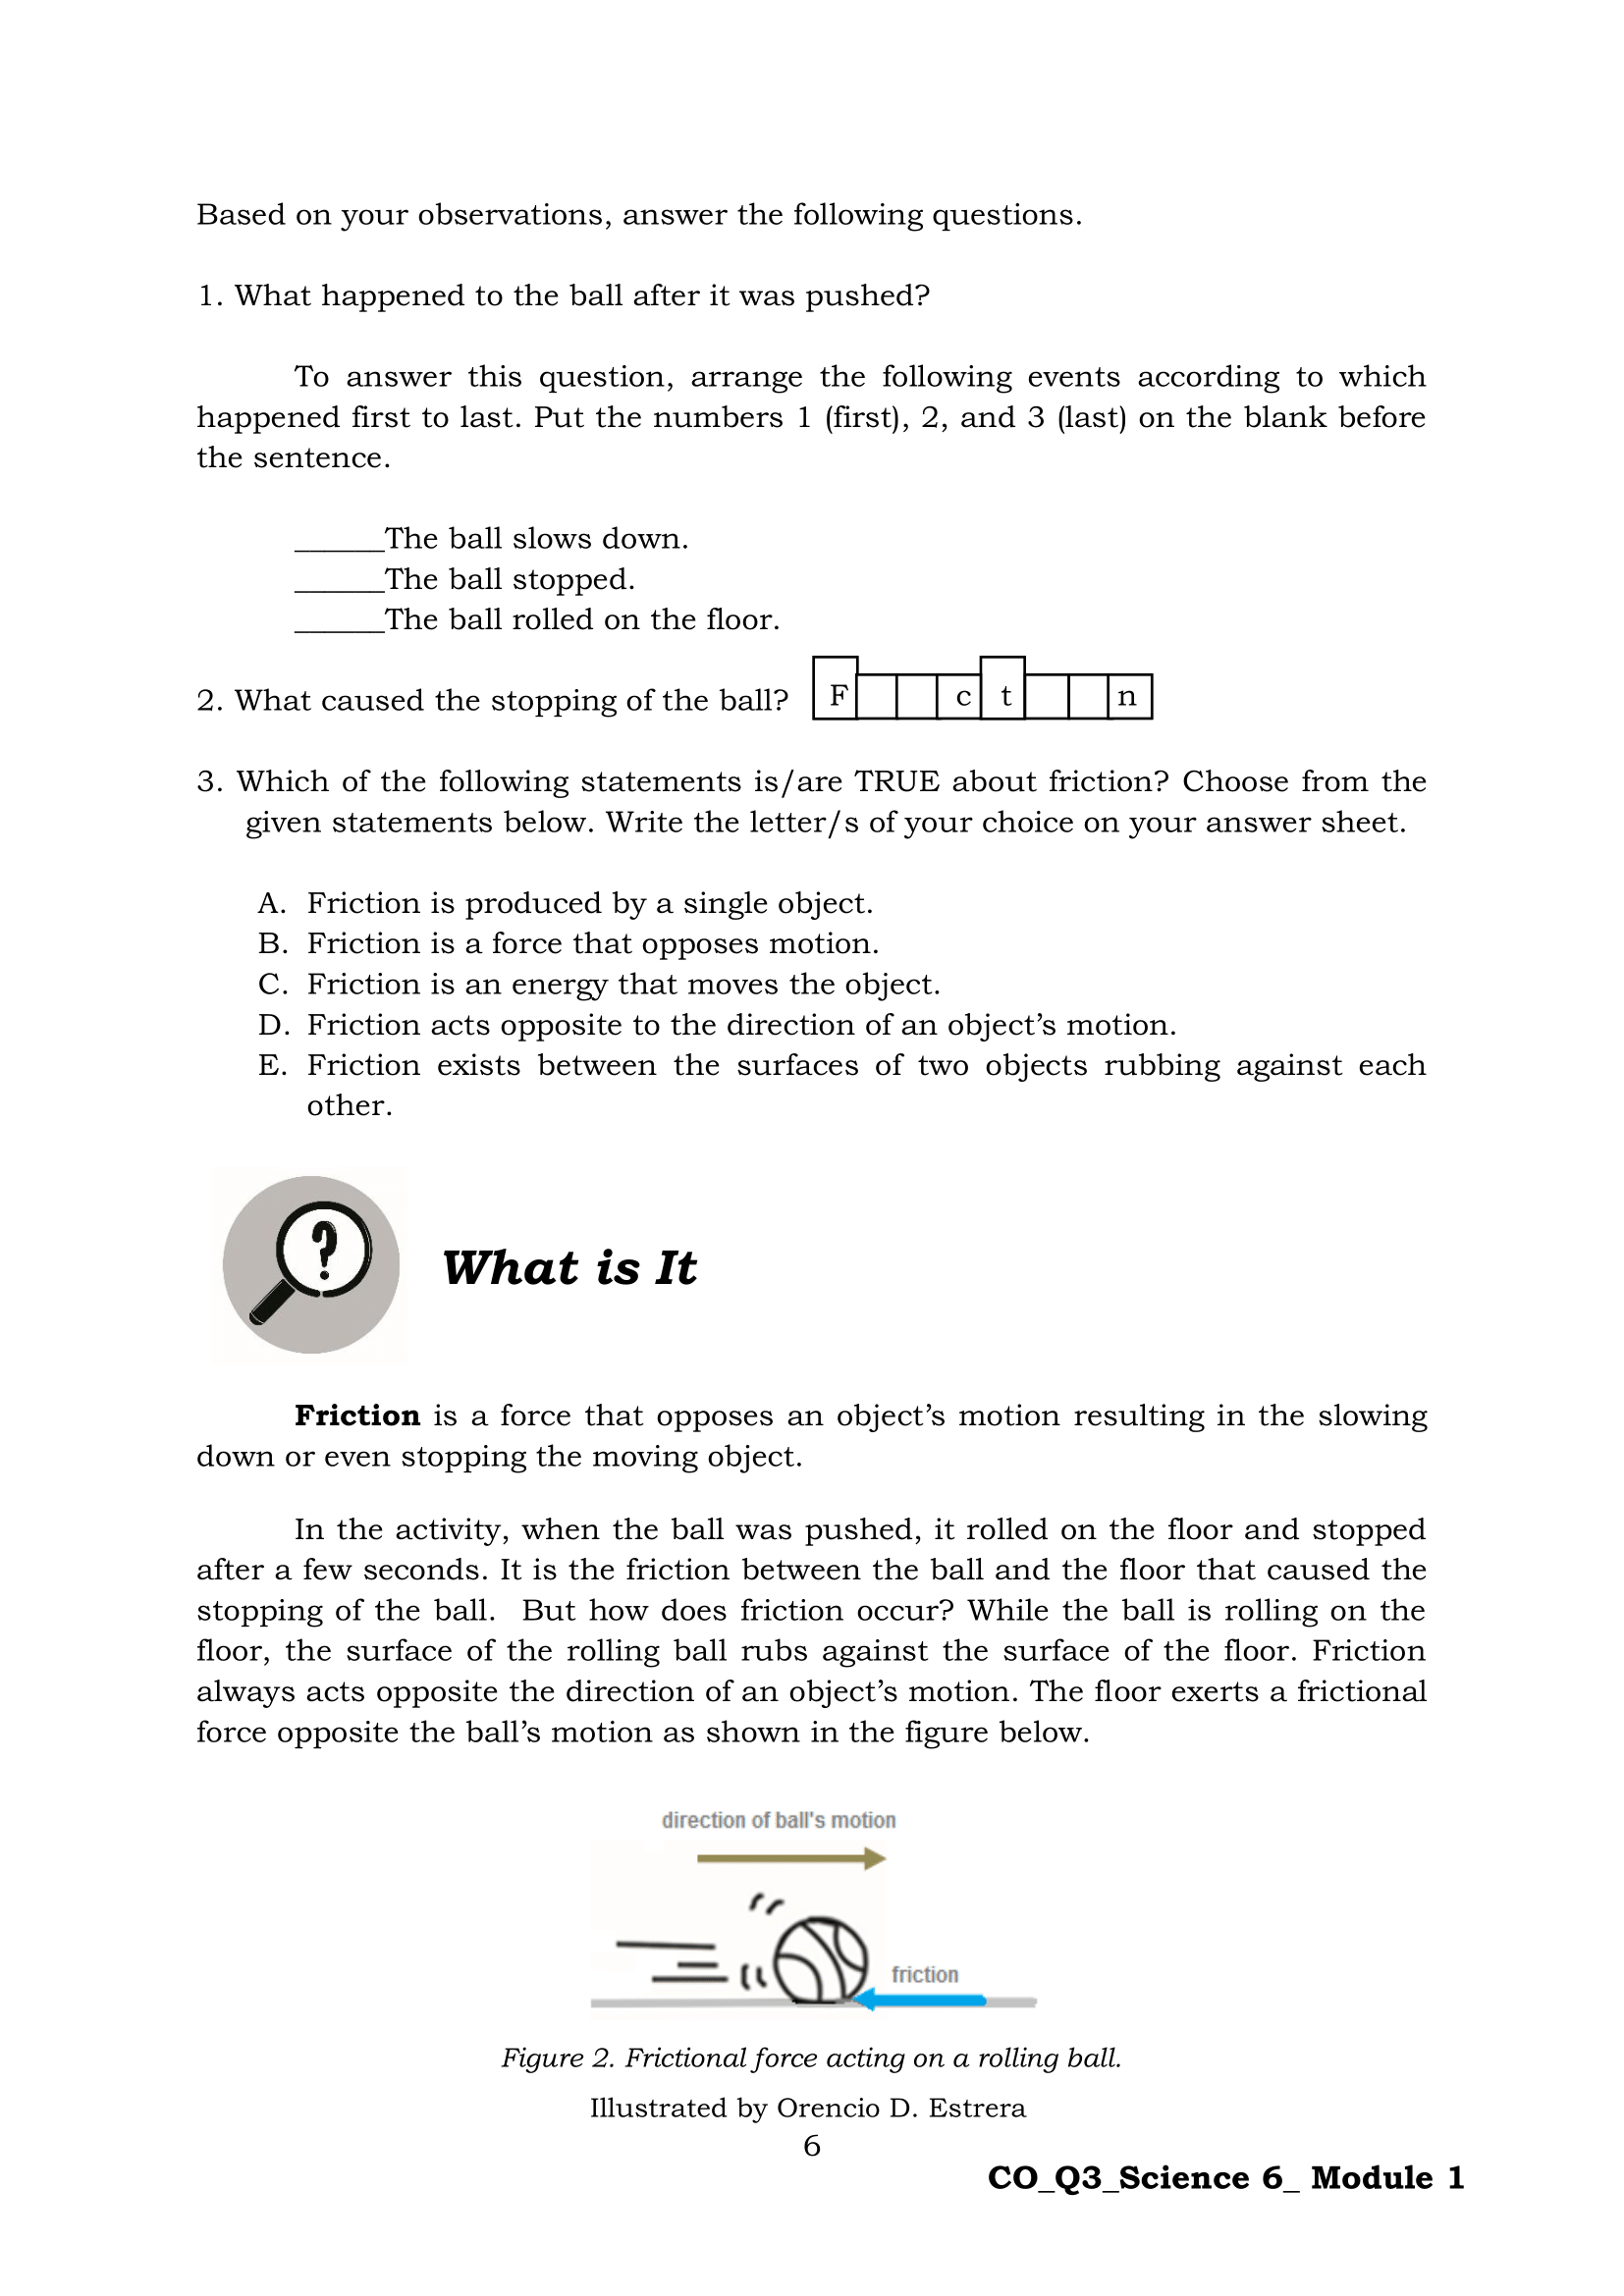 Based on your observations, answer the following questions.
1. What happened to the ball after it was pushed?
To answer this question, arrange the following events according to which
happened first to last. Put the numbers 1 (first), 2, and 3 (last) on the blank before
the sentence.
______The ball slows down.
______The ball stopped.
______The ball rolled on the floor.
2. What caused the stopping of the ball? F c t n
3. Which of the following statements is/are TRUE about friction? Choose from the
given statements below. Write the letter/s of your choice on your answer sheet.
A. Friction is produced by a single object.
B. Friction is a force that opposes motion.
C. Friction is an energy that moves the object.
D. Friction acts opposite to the direction of an object’s motion.
E. Friction exists between the surfaces of two objects rubbing against each
other.
?
What is It
Friction is a force that opposes an object’s motion resulting in the slowing
down or even stopping the moving object.
In the activity, when the ball was pushed, it rolled on the floor and stopped
after a few seconds. It is the friction between the ball and the floor that caused the
stopping of the ball. But how does friction occur? While the ball is rolling on the
floor, the surface of the rolling ball rubs against the surface of the floor. Friction
always acts opposite the direction of an object’s motion. The floor exerts a frictional
force opposite the ball’s motion as shown in the figure below.
direction of ball's motion
friction
Figure 2. Frictional force acting on a rolling ball.
Illustrated by Orencio D. Estrera
6
CO_Q3_Science 6_ Module 1